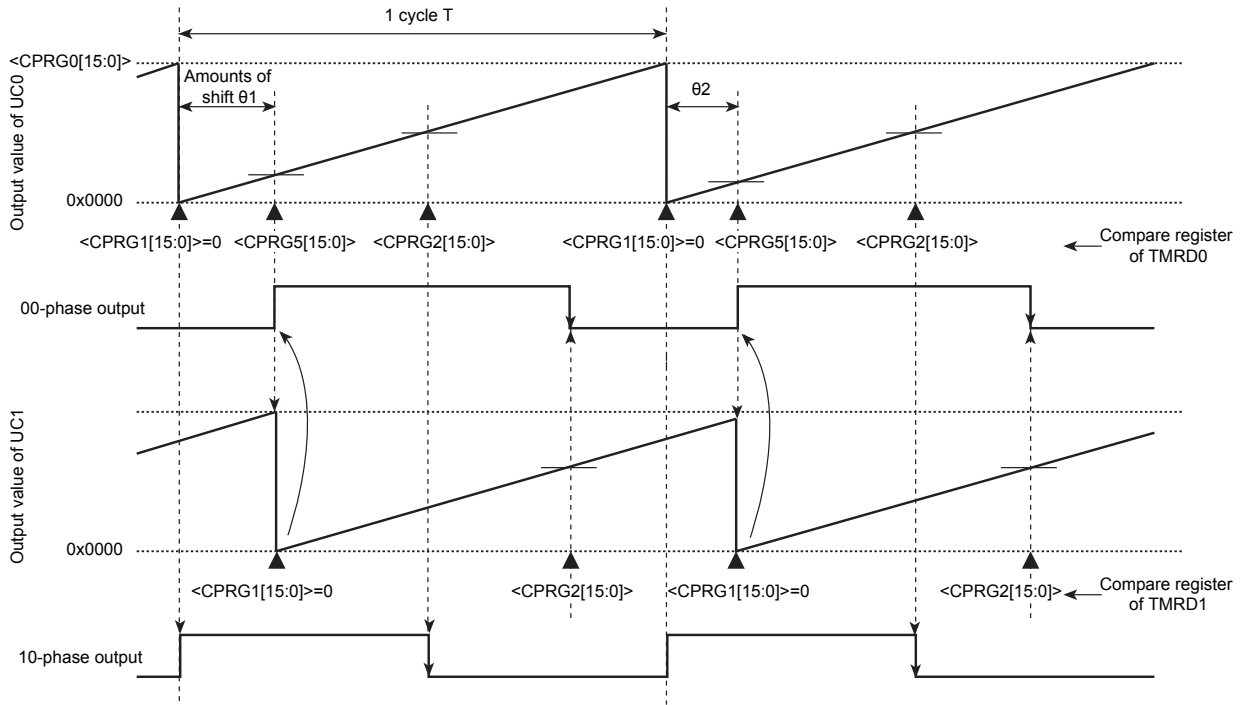 1 cycle T
<CPRG0[15:0]>
Amounts of
shift θ1
θ2
Output value of UC0
0x0000
<CPRG1[15:0]>=0
<CPRG5[15:0]>
<CPRG2[15:0]>
<CPRG1[15:0]>=0
<CPRG5[15:0]>
<CPRG2[15:0]>
Compare register
of TMRD0
00-phase output
Output value of UC1
0x0000
<CPRG1[15:0]>=0
<CPRG2[15:0]>
<CPRG1[15:0]>=0
<CPRG2[15:0]>
Compare register
of TMRD1
10-phase output